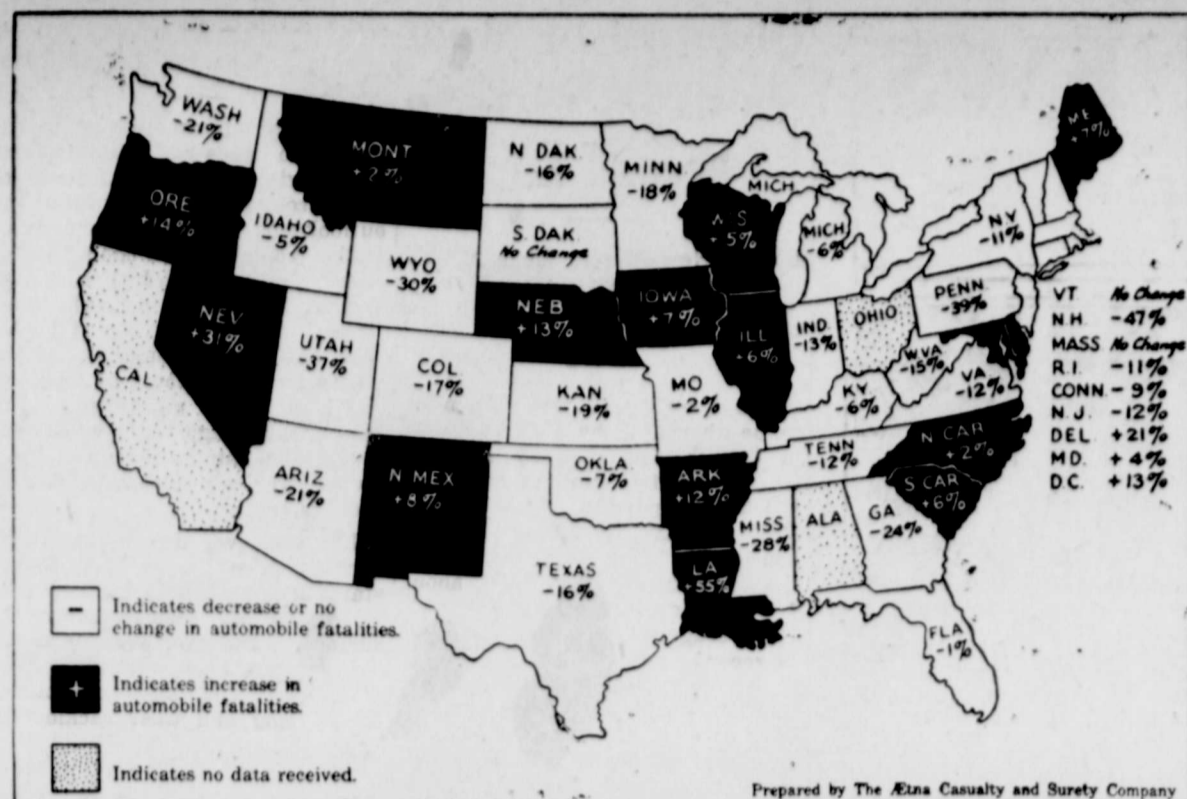 WASH
-21%
MONT
+2%
N DAK.
-16%
MINN
-18%
ME
+7%
ORE
+14%
IDAHO
-5%
WYO
-30%
S. DAK.
No Change
WIS
+5%
MICH
MICH
-6%
N.Y
-11%
NEV
+31%
UTAH
-37%
COL
-17%
NEB
+13%
IOWA
+7%
ILL
+6%
IND.
-13%
OHIO
PENN.
-39%
CAL
KAN
-19%
MO
-2%
KY
-6%
W.VA
-15%
VA
-12%
VT. No Change
N.H. -47%
MASS No Change
R.I. -11%
CONN. -9%
N.J. -12%
DEL. +21%
MD. +4%
D.C. +13%
ARIZ
-21%
N MEX
+8%
OKLA.
-7%
ARK
+12%
TENN
-12%
N CAR
+2%
S CAR
+6%
TEXAS
-16%
LA
+55%
MISS
-28%
ALA
GA
-24%
FLA
-1%
- Indicates decrease or no
change in automobile fatalities.
+ Indicates increase in
automobile fatalities.
Indicates no data received.
Prepared by The Ætna Casualty and Surety Company